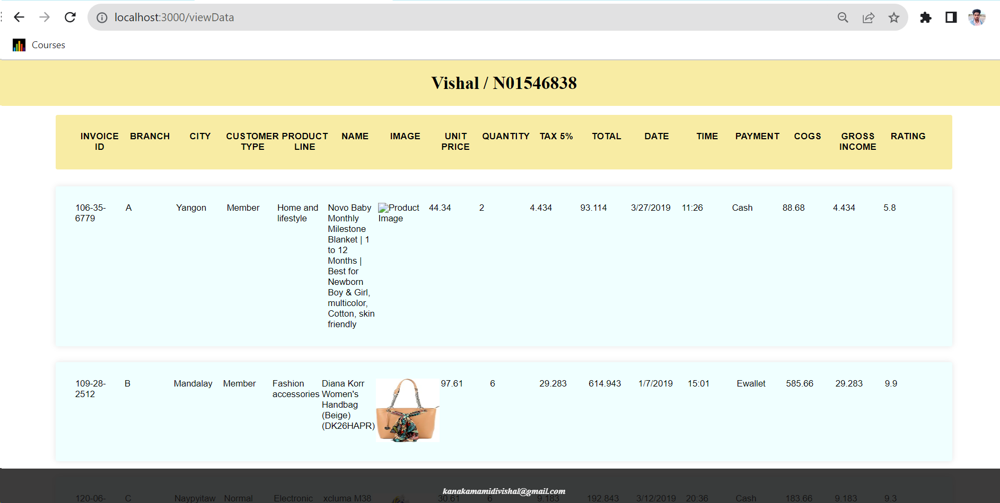 localhost:3000/viewData
Courses
Vishal / N01546838
INVOICE ID BRANCH CITY CUSTOMER TYPE PRODUCT LINE NAME IMAGE UNIT PRICE QUANTITY TAX 5% TOTAL DATE TIME PAYMENT COGS GROSS INCOME RATING
106-35- A Yangon Member Home and Novo Baby Product 44.34 2 4.434 93.114 3/27/2019 11:26 Cash 88.68 4.434 5.8
6779 lifestyle Monthly Image
Milestone
Blanket | 1
to 12
Months |
Best for
Newborn
Boy & Girl,
multicolor,
Cotton, skin
friendly
109-28- B Mandalay Member Fashion Diana Korr 97.61 6 29.283 614.943 1/7/2019 15:01 Ewallet 585.66 29.283 9.9
2512 accessories Women's
Handbag
(Beige)
(DK26HAPR)
kanakamamidivishal@gmail.com
120-06- C Naypyitaw Normal Electronic xcluma M38 30.61 6 9.183 192.843 3/12/2019 20:36 Cash 183.66 9.183 9.3